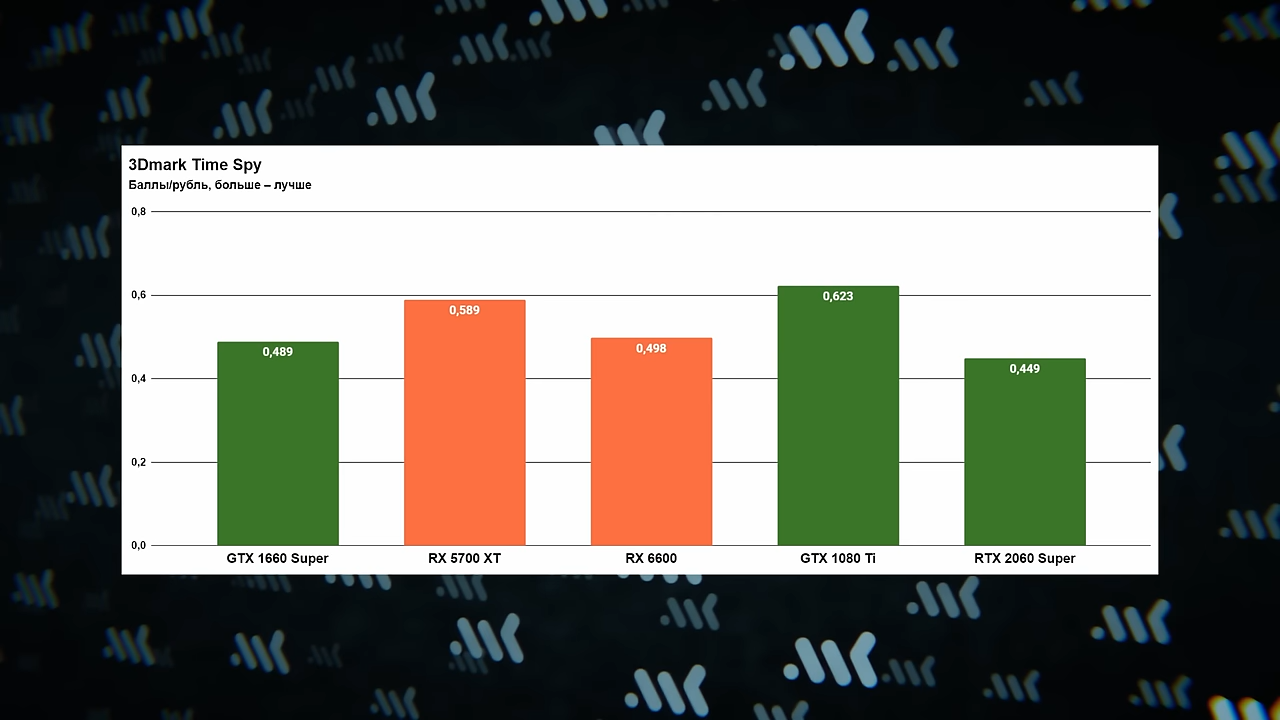 3Dmark Time Spy
Баллы/рубль, больше – лучше
0,8
0,6
0,4
0,2
0,0
0,489
0,589
0,498
0,623
0,449
GTX 1660 Super
RX 5700 XT
RX 6600
GTX 1080 Ti
RTX 2060 Super